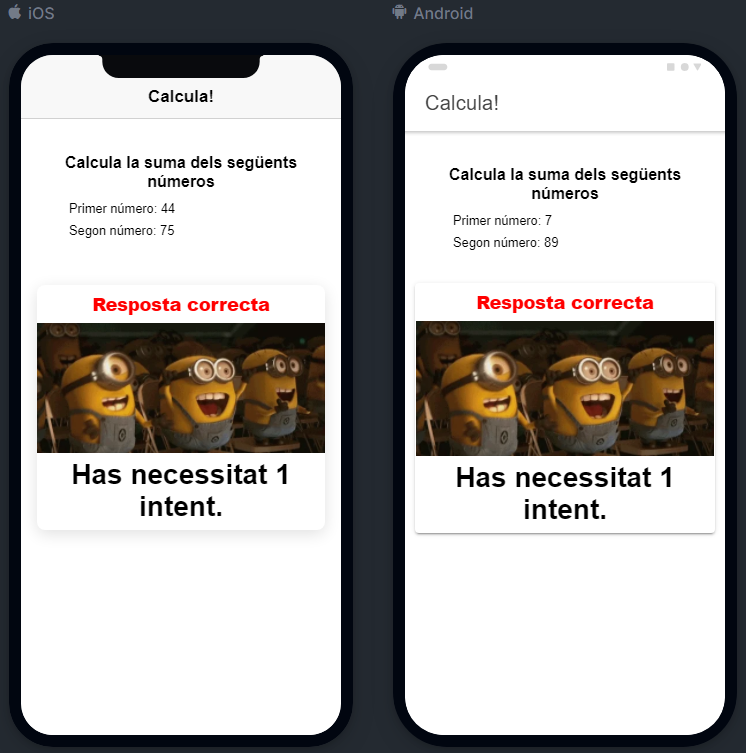 iOS
Calcula!
Calcula la suma dels següents
números
Primer número: 44
Segon número: 75
Resposta correcta
Has necessitat 1
intent.
Android
Calcula!
Calcula la suma dels següents
números
Primer número: 7
Segon número: 89
Resposta correcta
Has necessitat 1
intent.